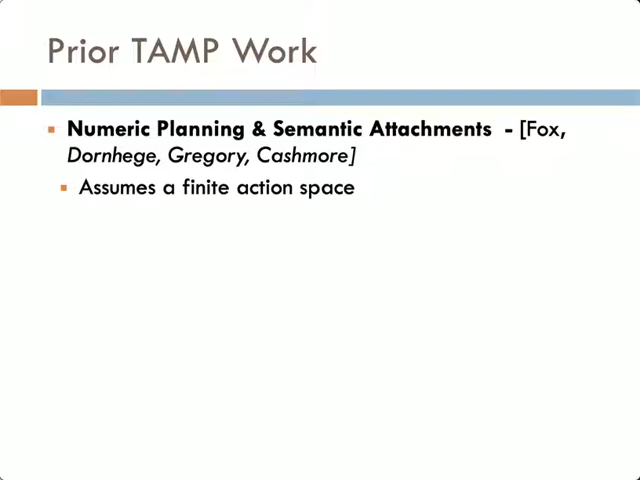 Prior TAMP Work
Numeric Planning & Semantic Attachments - [Fox,
Dornhege, Gregory, Cashmore]
Assumes a finite action space